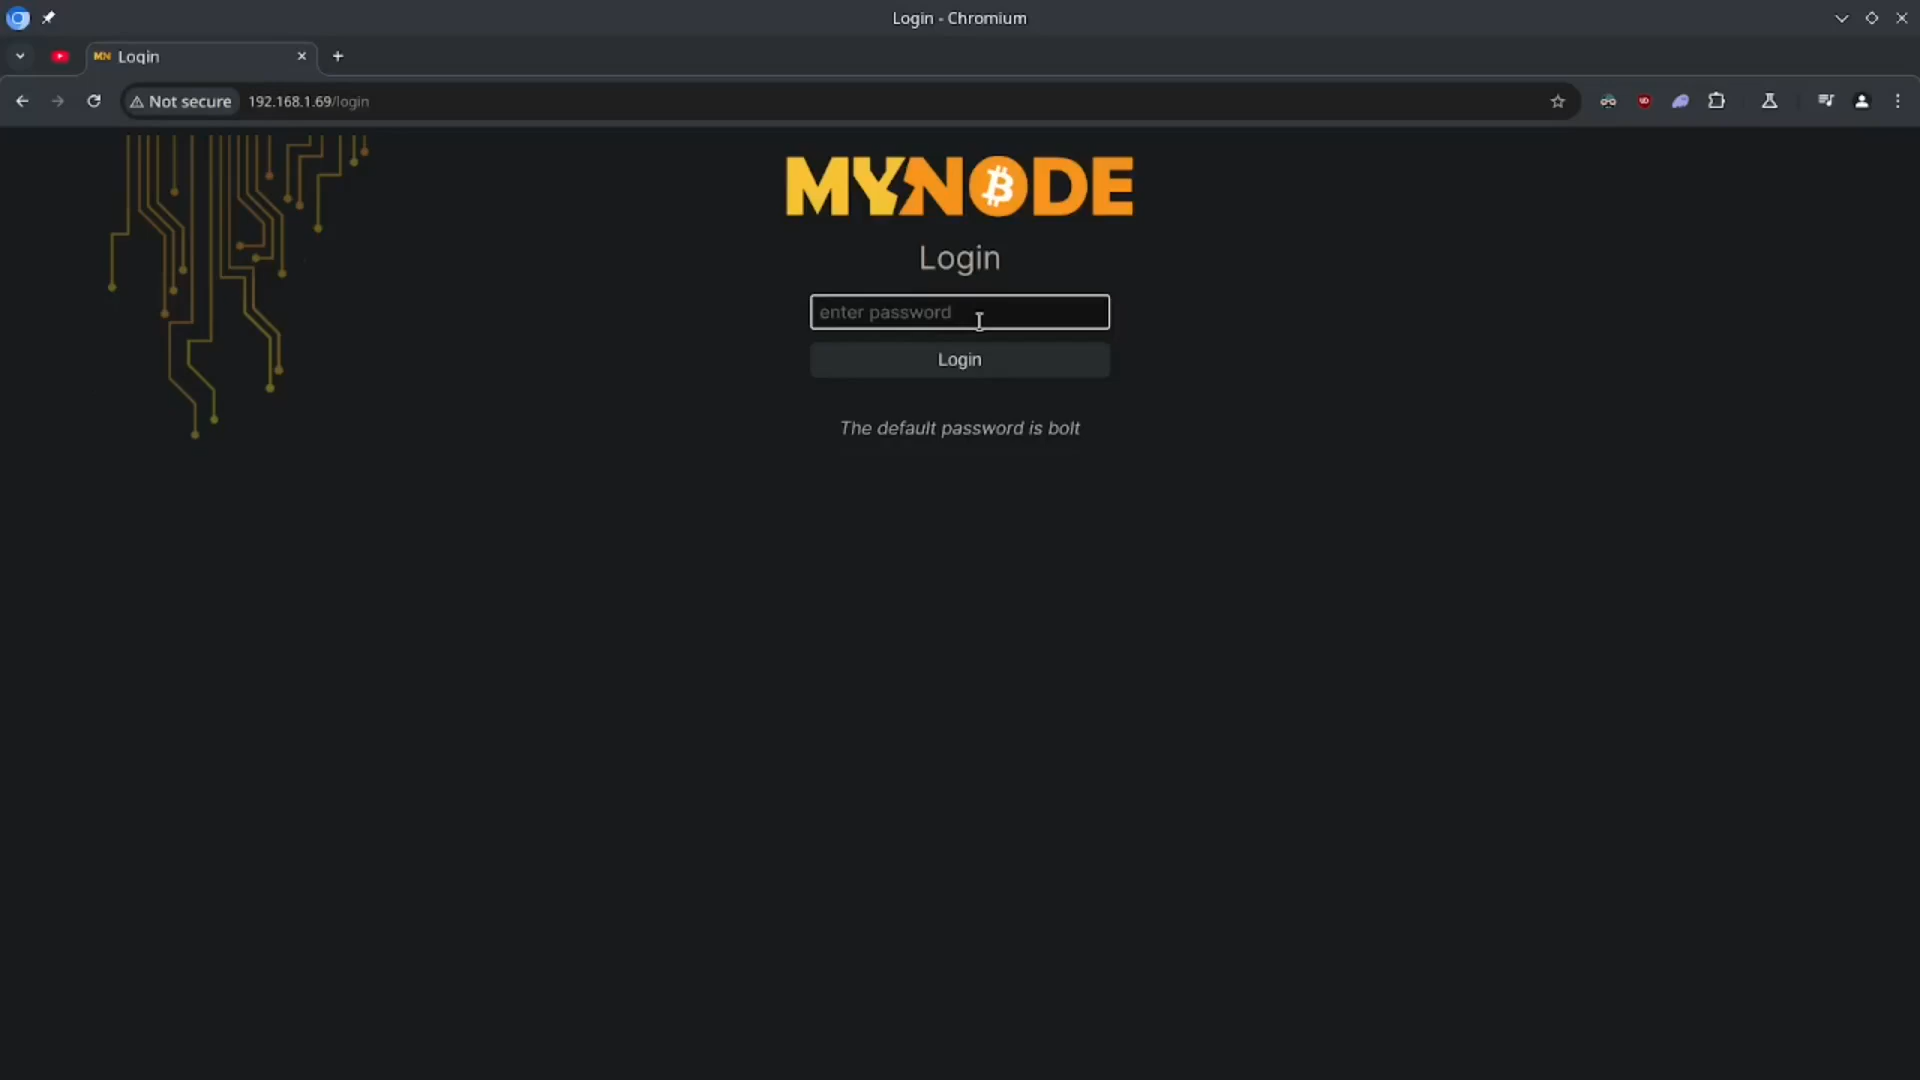 Login - Chromium
MN Login
Not secure 192.168.1.69/login
MYNODE
Login
enter password
Login
The default password is bolt